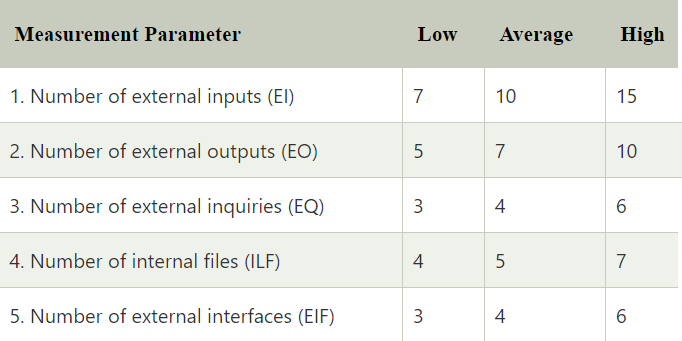 Measurement Parameter Low Average High
1. Number of external inputs (EI) 7 10 15
2. Number of external outputs (EO) 5 7 10
3. Number of external inquiries (EQ) 3 4 6
4. Number of internal files (ILF) 4 5 7
5. Number of external interfaces (EIF) 3 4 6